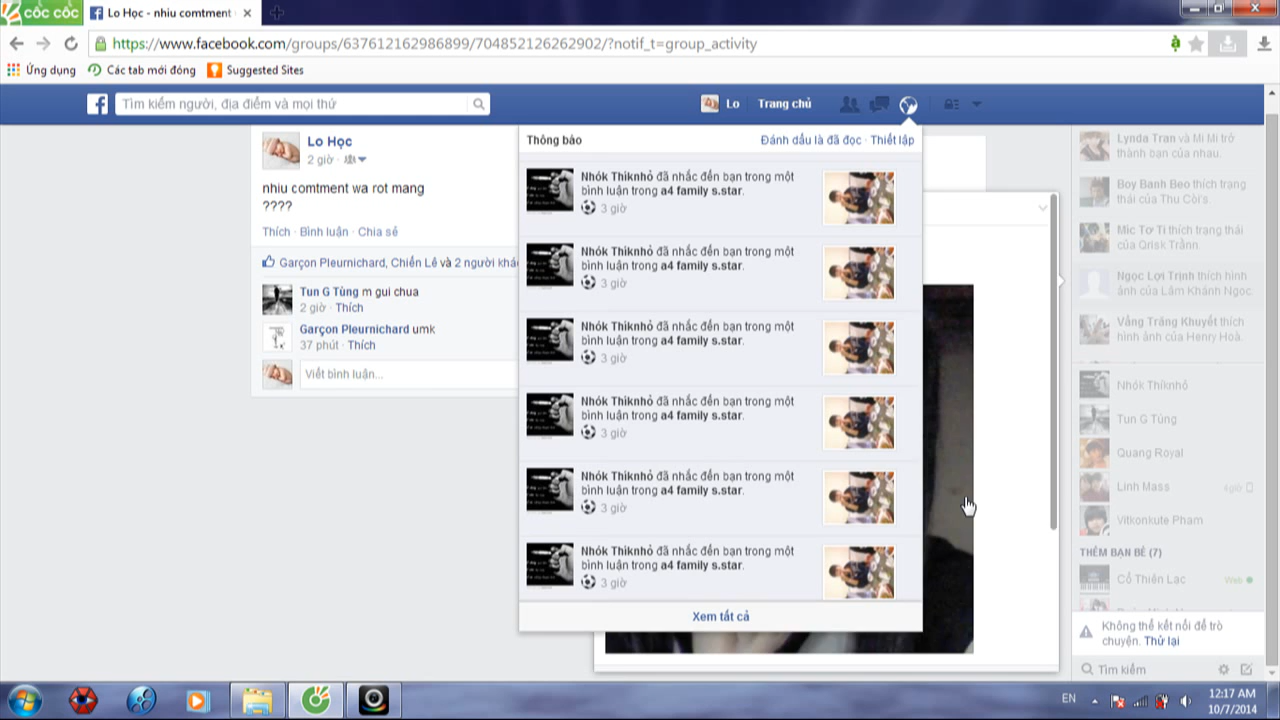 cốc cốc
Lo Học - nhiu comtment
https://www.facebook.com/groups/637612162986899/704852126262902/?notif_t=group_activity
Ứng dụng
Các tab mới đóng
Suggested Sites
Tìm kiếm người, địa điểm và mọi thứ
Lo
Trang chủ
Lo Học
2 giờ ·
nhiu comtment wa rot mang
????
Thích · Bình luận · Chia sẻ
Garçon Pleurnichard, Chiến Lê và 2 người khác
Tun G Tùng m gui chua
2 giờ · Thích
Garçon Pleurnichard umk
37 phút · Thích
Viết bình luận...
Thông báo
Đánh dấu là đã đọc · Thiết lập
Nhók Thiknhỏ đã nhắc đến bạn trong một
bình luận trong a4 family s.star.
3 giờ
Nhók Thiknhỏ đã nhắc đến bạn trong một
bình luận trong a4 family s.star.
3 giờ
Nhók Thiknhỏ đã nhắc đến bạn trong một
bình luận trong a4 family s.star.
3 giờ
Nhók Thiknhỏ đã nhắc đến bạn trong một
bình luận trong a4 family s.star.
3 giờ
Nhók Thiknhỏ đã nhắc đến bạn trong một
bình luận trong a4 family s.star.
3 giờ
Nhók Thiknhỏ đã nhắc đến bạn trong một
bình luận trong a4 family s.star.
3 giờ
Xem tất cả
Lynda Tran và Mi Mi trở
thành bạn của nhau.
Boy Banh Beo thích trạng
thái của Thu Còi's.
Mic Tơ Ti thích trạng thái
của Qrisk Trằnn.
Ngọc Lợi Trịnh thích hình
ảnh của Lâm Khánh Ngọc.
Vầng Trăng Khuyết thích
hình ảnh của Henry Hữu.
Nhók Thíknhỏ
Tun G Tùng
Quang Royal
Linh Mass
Vitkonkute Pham
THÊM BẠN BÈ (7)
Cổ Thiên Lạc
Web
Không thể kết nối để trò
chuyện. Thử lại
Tìm kiếm
EN
12:17 AM
10/7/2014